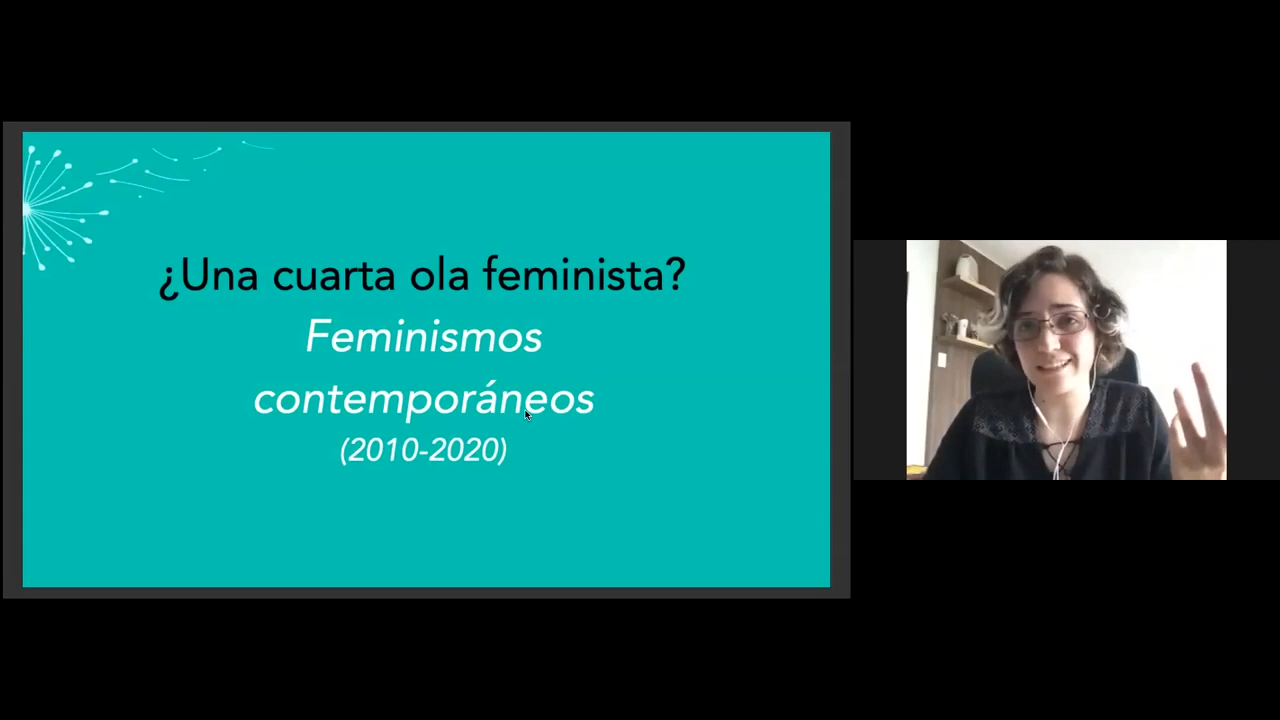 ¿Una cuarta ola feminista?
Feminismos
contemporáneos
(2010-2020)